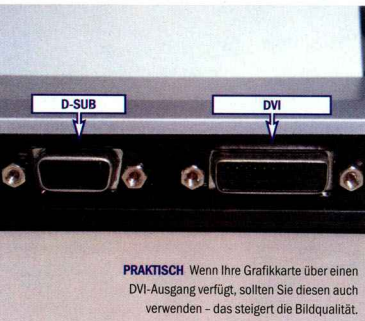 D-SUB
DVI
PRAKTISCH Wenn Ihre Grafikkarte über einen
DVI-Ausgang verfügt, sollten Sie diesen auch
verwenden – das steigert die Bildqualität.